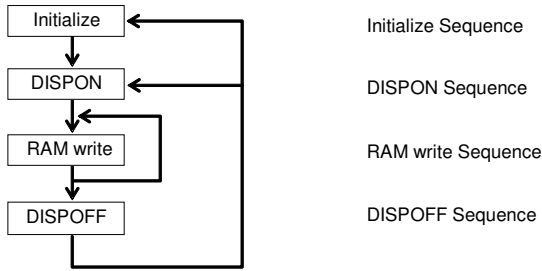 Initialize Initialize Sequence
DISPON DISPON Sequence
RAM write RAM write Sequence
DISPOFF DISPOFF Sequence